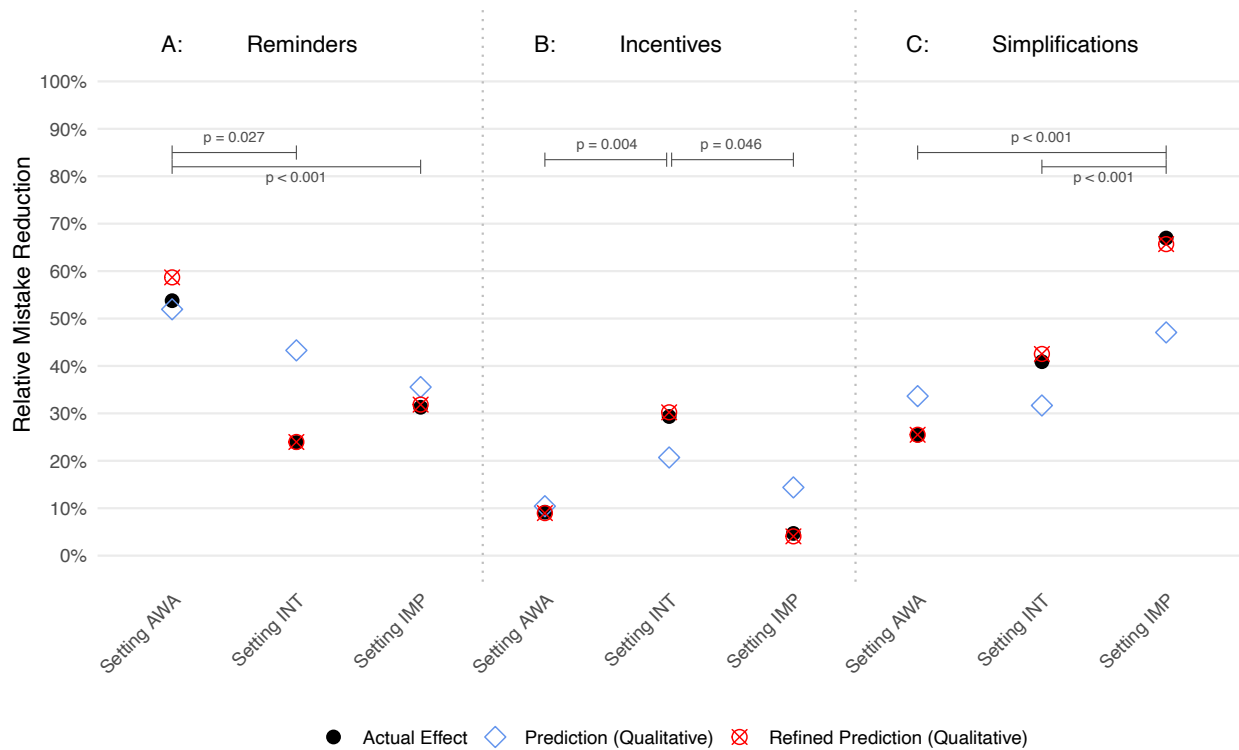 A: Reminders
B: Incentives
C: Simplifications
Relative Mistake Reduction
100%
90%
80%
70%
60%
50%
40%
30%
20%
10%
0%
p = 0.027
p < 0.001
p = 0.004
p = 0.046
p < 0.001
p < 0.001
Setting AWA
Setting INT
Setting IMP
Setting AWA
Setting INT
Setting IMP
Setting AWA
Setting INT
Setting IMP
Actual Effect
Prediction (Qualitative)
Refined Prediction (Qualitative)